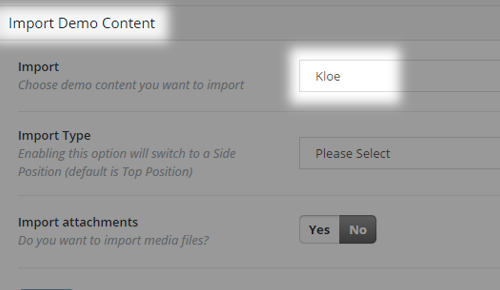 Import Demo Content
Import
Choose demo content you want to import
Kloe
Import Type
Enabling this option will switch to a Side
Position (default is Top Position)
Please Select
Import attachments
Do you want to import media files?
Yes No